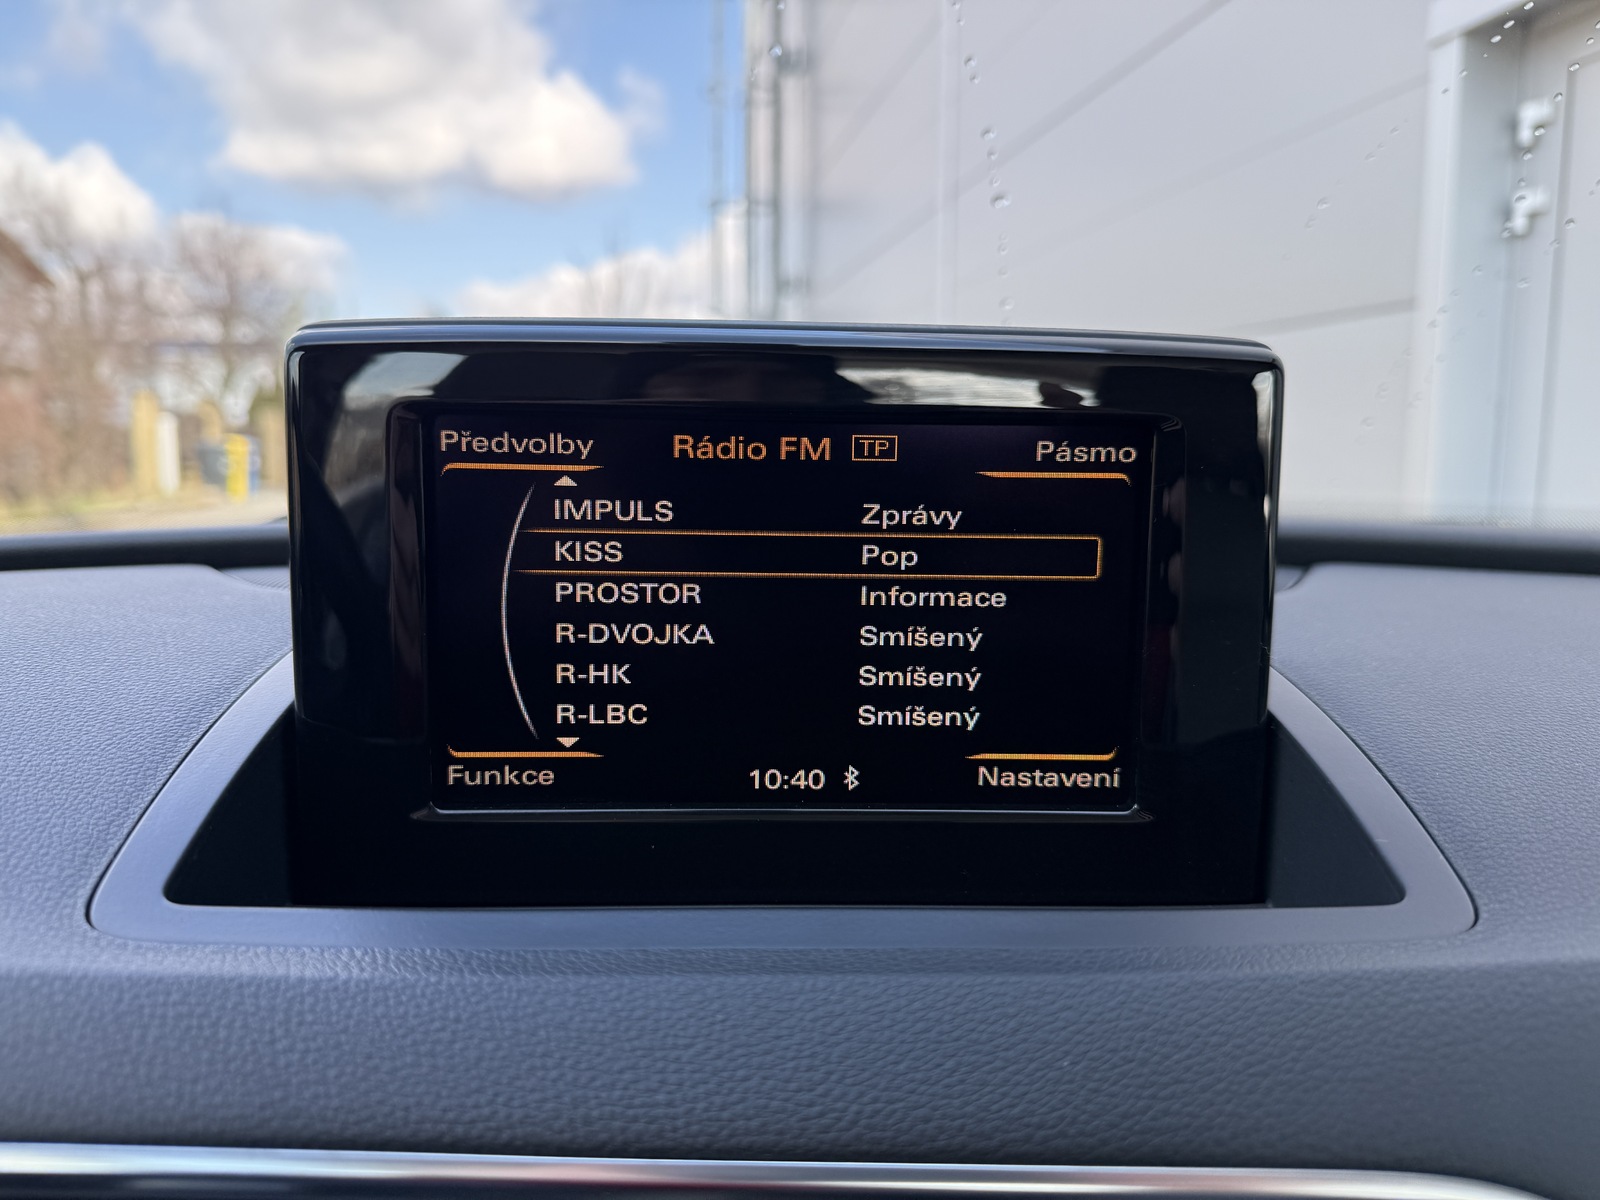 Předvolby Rádio FM TP Pásmo
IMPULS Zprávy
KISS Pop
PROSTOR Informace
R-DVOJKA Smíšený
R-HK Smíšený
R-LBC Smíšený
Funkce 10:40 Nastavení